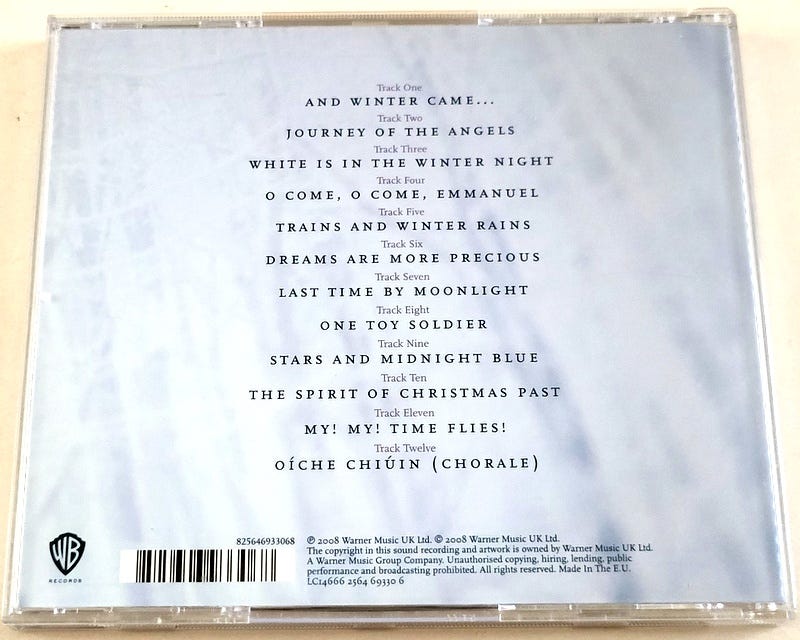 Track One
AND WINTER CAME...
Track Two
JOURNEY OF THE ANGELS
Track Three
WHITE IS IN THE WINTER NIGHT
Track Four
O COME, O COME, EMMANUEL
Track Five
TRAINS AND WINTER RAINS
Track Six
DREAMS ARE MORE PRECIOUS
Track Seven
LAST TIME BY MOONLIGHT
Track Eight
ONE TOY SOLDIER
Track Nine
STARS AND MIDNIGHT BLUE
Track Ten
THE SPIRIT OF CHRISTMAS PAST
Track Eleven
MY! MY! TIME FLIES!
Track Twelve
OÍCHE CHIÚIN (CHORALE)
WB
RECORDS
825646933068
℗ 2008 Warner Music UK Ltd. © 2008 Warner Music UK Ltd.
The copyright in this sound recording and artwork is owned by Warner Music UK Ltd.
A Warner Music Group Company. Unauthorised copying, hiring, lending, public
performance and broadcasting prohibited. All rights reserved. Made In The E.U.
LC14666 2564 69330 6